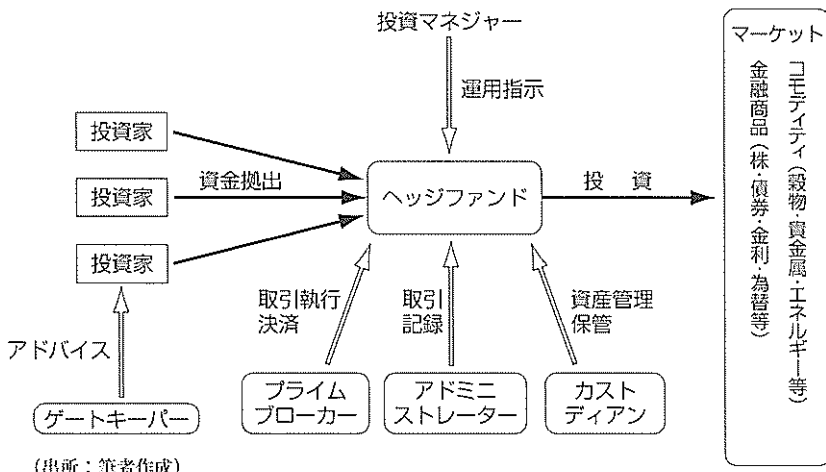 投資マネジャー
運用指示
投資家
投資家
投資家
資金拠出
ヘッジファンド
投　資
マーケット
コモディティ（穀物・貴金属・エネルギー等）
金融商品（株・債券・金利・為替等）
アドバイス
取引執行
決済
取引
記録
資産管理
保管
ゲートキーパー
プライム
ブローカー
アドミニ
ストレーター
カスト
ディアン
（出所：筆者作成）